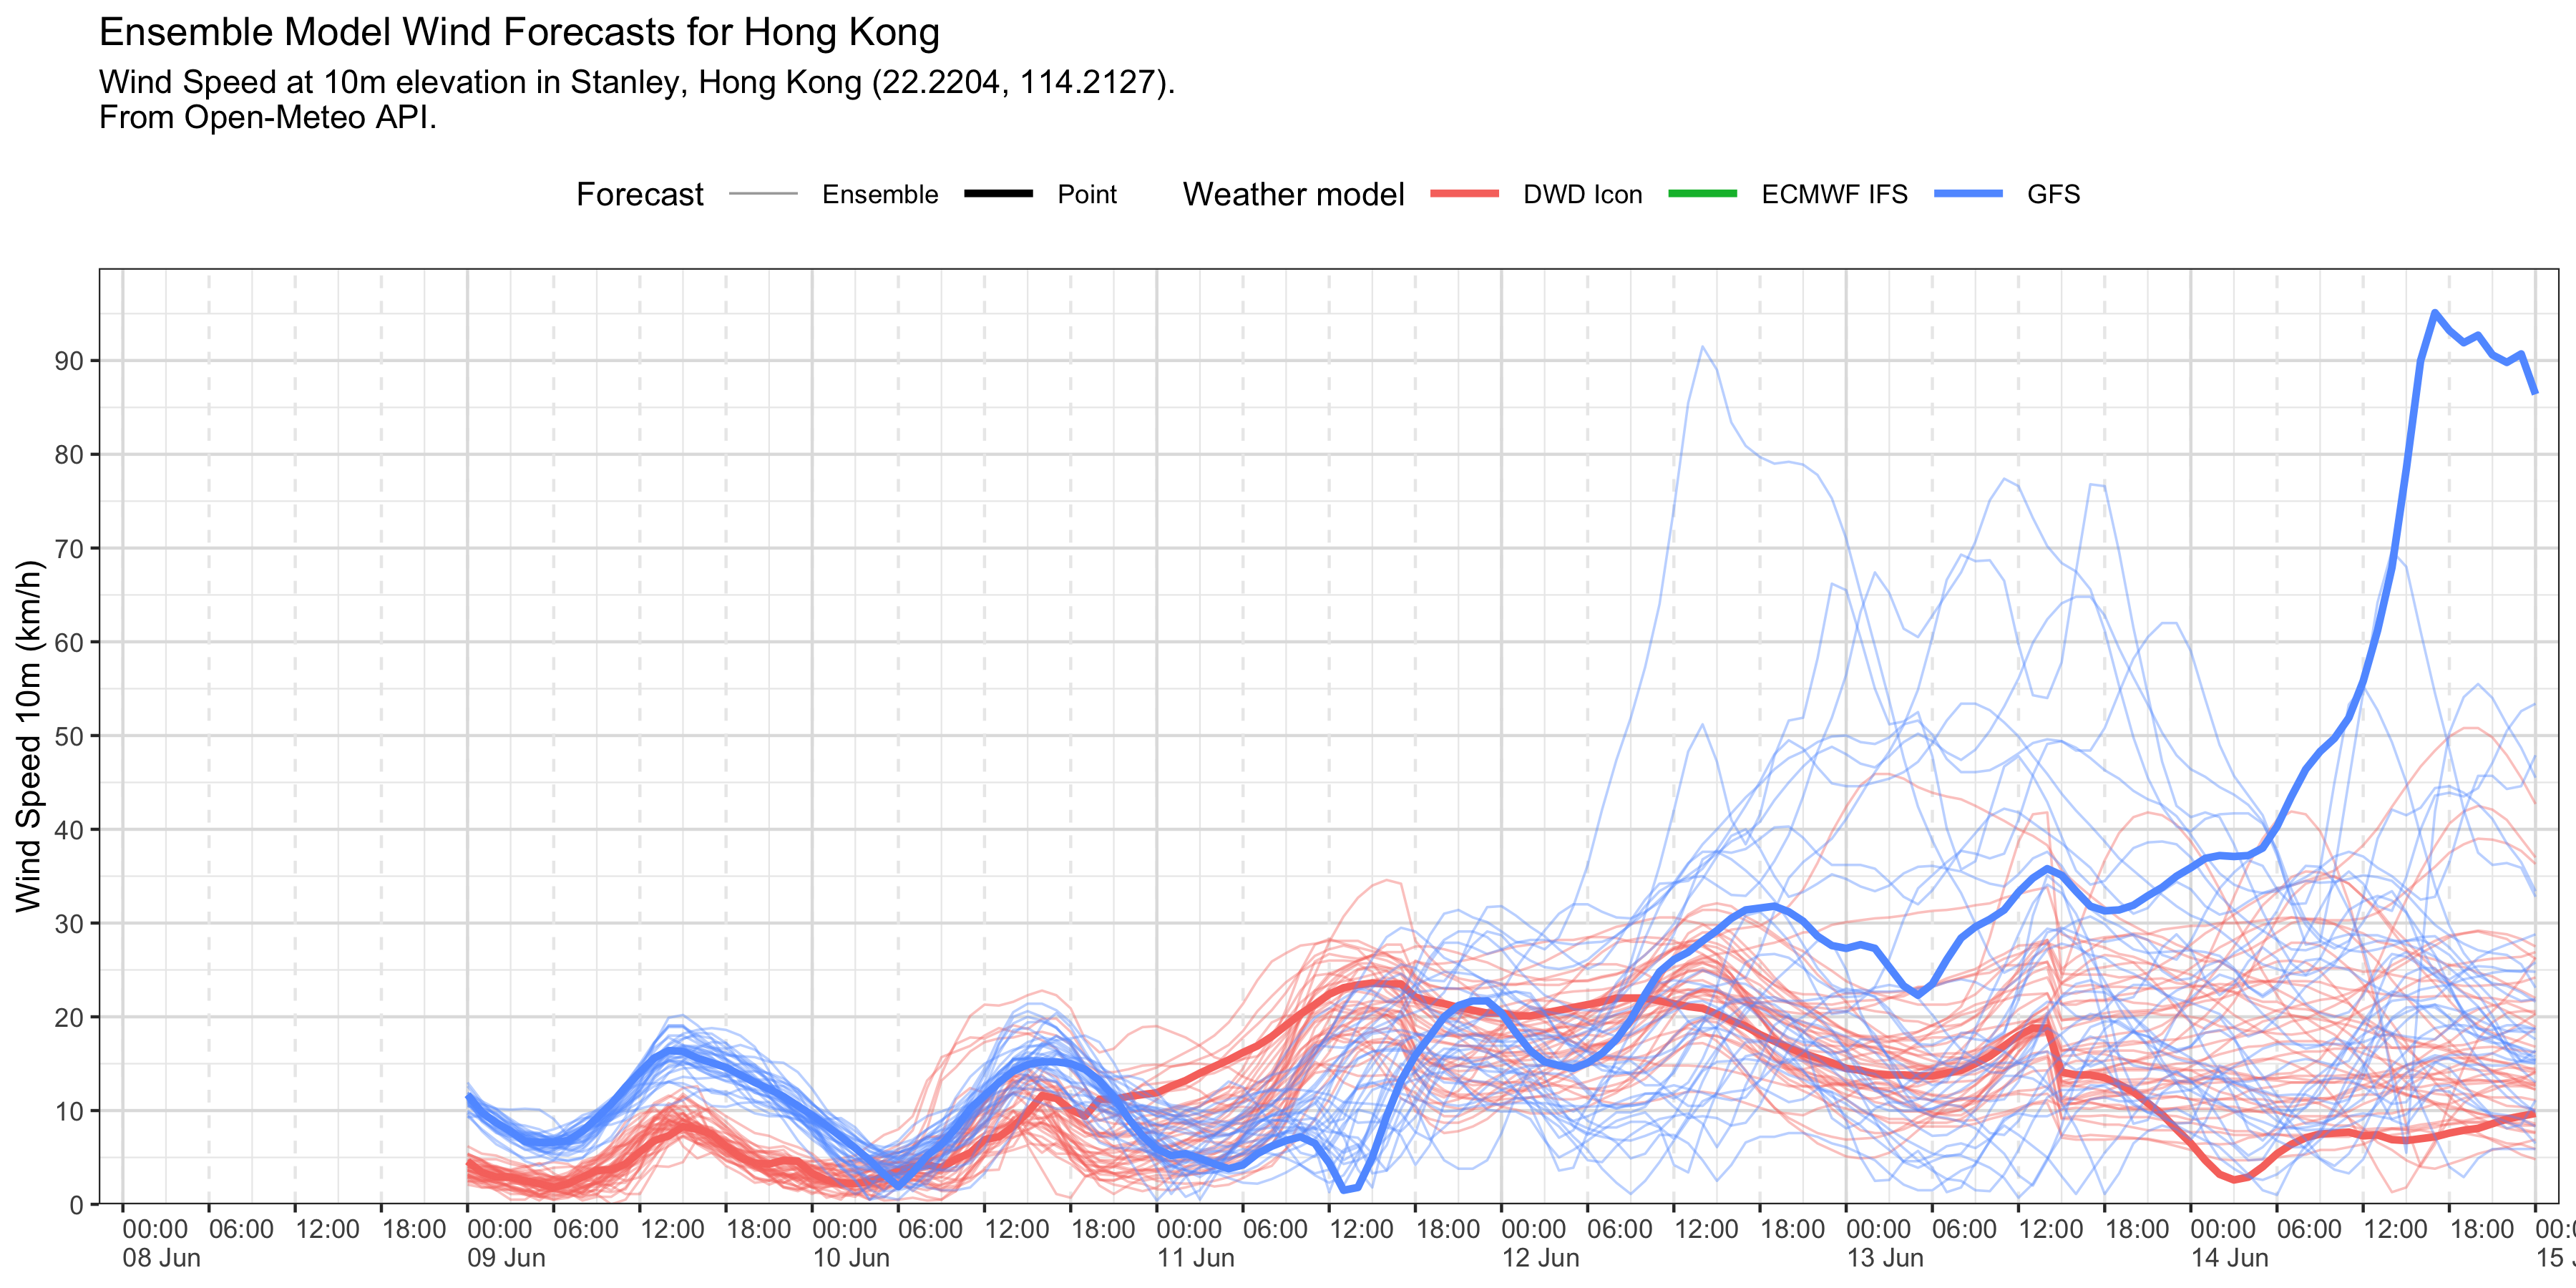 Ensemble Model Wind Forecasts for Hong Kong
Wind Speed at 10m elevation in Stanley, Hong Kong (22.2204, 114.2127).
From Open-Meteo API.
Forecast Ensemble Point Weather model DWD Icon ECMWF IFS GFS
Wind Speed 10m (km/h)
90
80
70
60
50
40
30
20
10
0
00:00 06:00 12:00 18:00 00:00 06:00 12:00 18:00 00:00 06:00 12:00 18:00 00:00 06:00 12:00 18:00 00:00 06:00 12:00 18:00 00:00 06:00 12:00 18:00 00:00 06:00 12:00 18:00 00:0
08 Jun 09 Jun 10 Jun 11 Jun 12 Jun 13 Jun 14 Jun 15 J